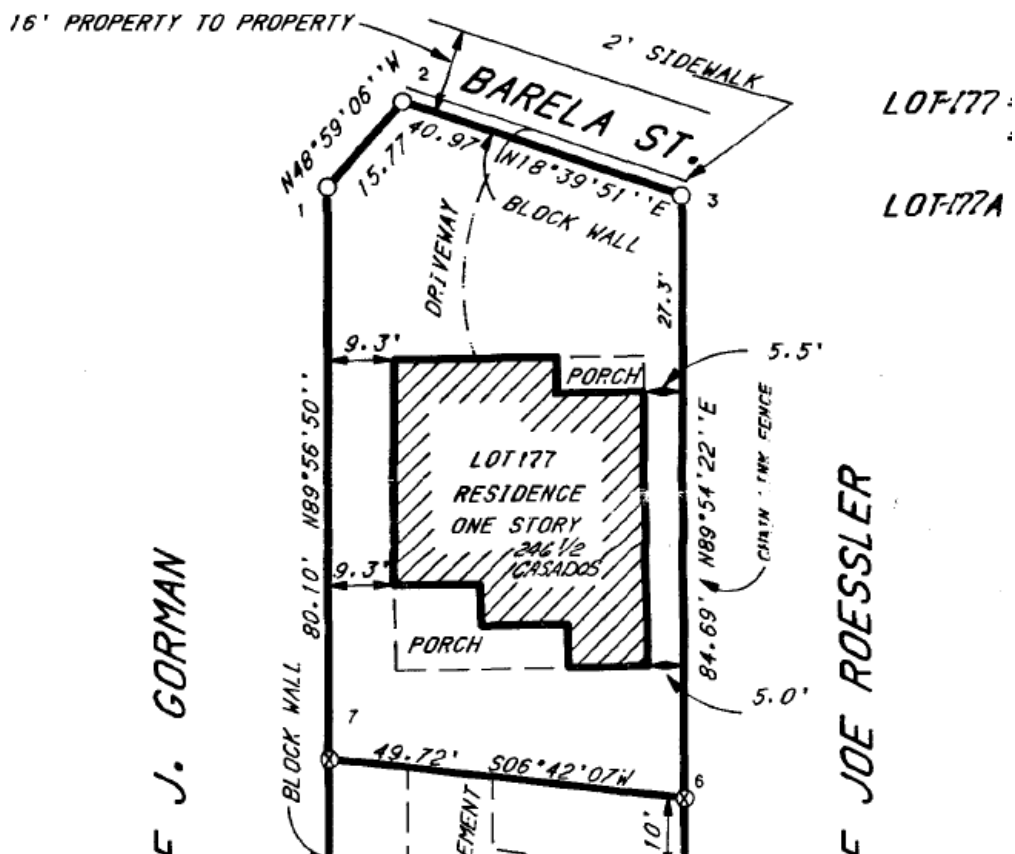 16' PROPERTY TO PROPERTY
2' SIDEWALK
BARELA ST.
LOT-177
LOT-177A
N48°59'06''W
15.77
2
1
40.97'
N18°39'51''E
3
BLOCK WALL
DRIVEWAY
27.3'
9.3'
5.5'
PORCH
N89°56'50''
80.10'
LOT 177
RESIDENCE
ONE STORY
246 1/2
CASADOS
9.3'
N89°54'22''E
84.69'
CHAIN LINK FENCE
PORCH
5.0'
E J. GORMAN
E JOE ROESSLER
BLOCK WALL
7
49.72'
S06°42'07W
6
EMENT
10"